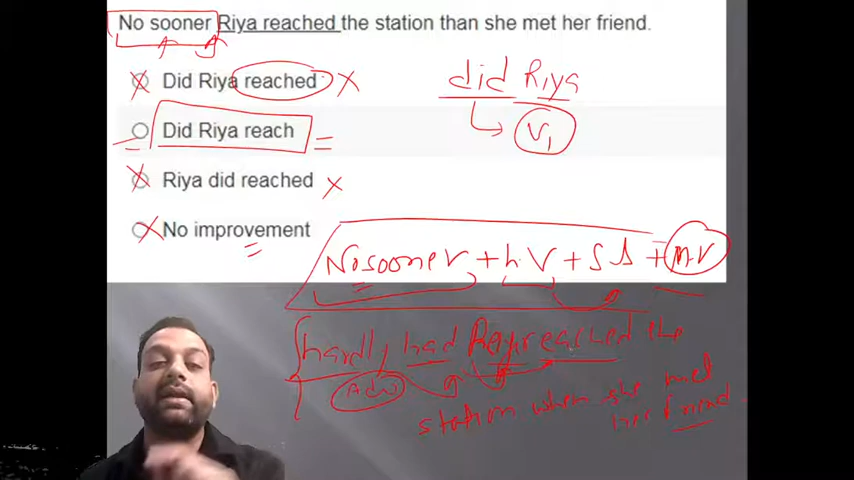 No sooner Riya reached the station than she met her friend.
Did Riya reached
did Riya
Did Riya reach
V1
Riya did reached
No improvement
No sooner + h.V + S + M.V
hardly had Riya reached the
Adv
station when she met
her friend.